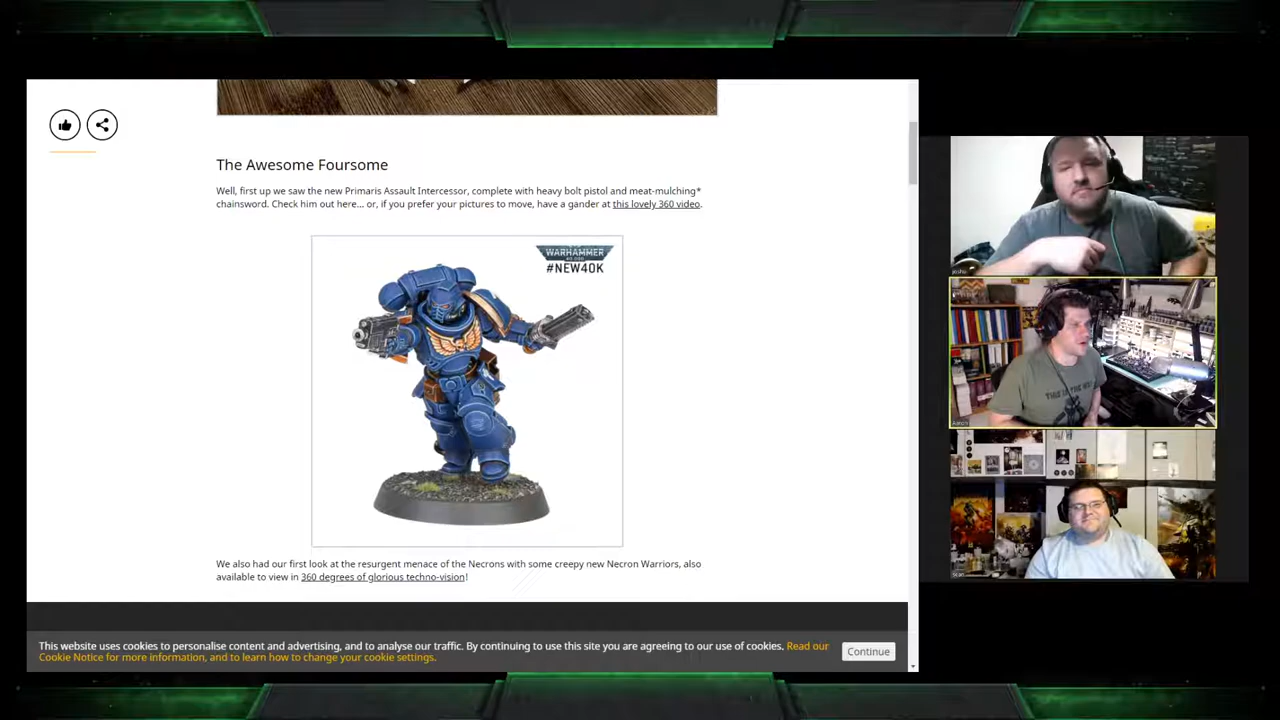 The Awesome Foursome
Well, first up we saw the new Primaris Assault Intercessor, complete with heavy bolt pistol and meat-mulching*
chainsword. Check him out here... or, if you prefer your pictures to move, have a gander at this lovely 360 video.
WARHAMMER
40,000
#NEW40K
We also had our first look at the resurgent menace of the Necrons with some creepy new Necron Warriors, also
available to view in 360 degrees of glorious techno-vision!
This website uses cookies to personalise content and advertising, and to analyse our traffic. By continuing to use this site you are agreeing to our use of cookies. Read our
Cookie Notice for more information, and to learn how to change your cookie settings.
Continue
THIS IS THE